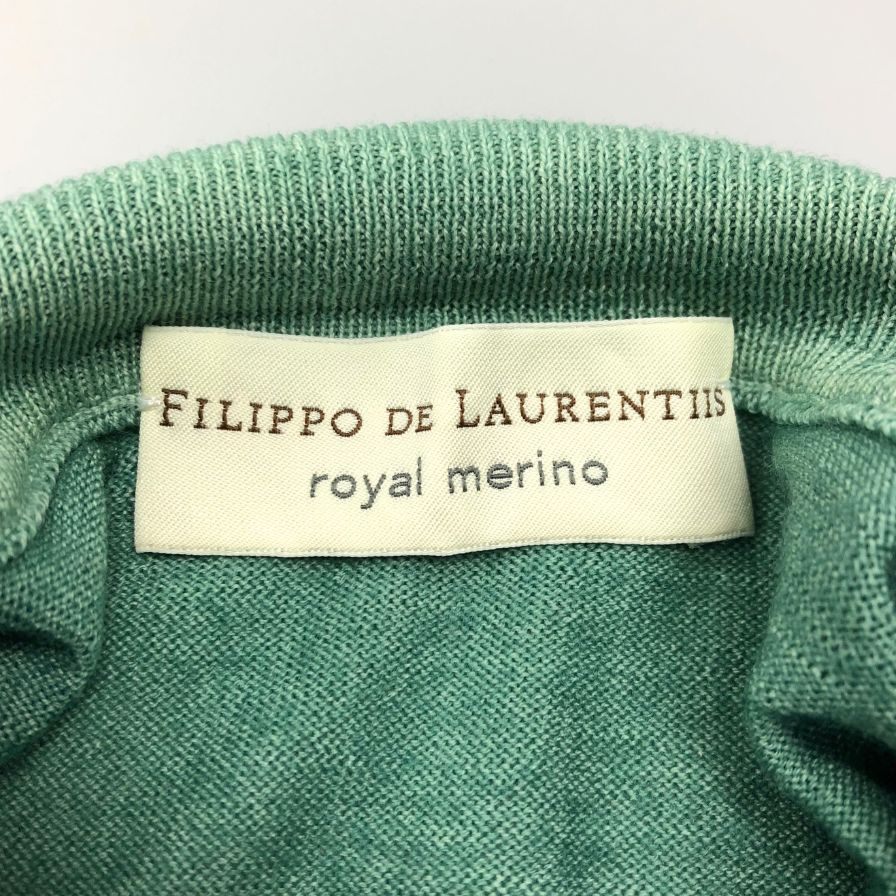 FILIPPO DE LAURENTIIS
royal merino